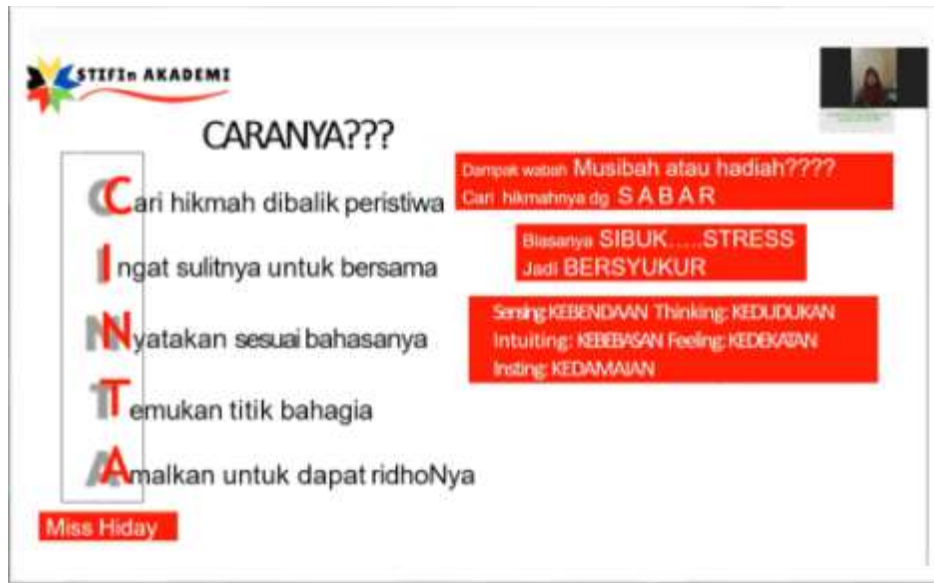 STIFIn AKADEMI
CARANYA???
Cari hikmah dibalik peristiwa
Dampak wabah Musibah atau hadiah????
Cari hikmahnya dg S A B A R
Ingat sulitnya untuk bersama
Biasanya SIBUK.....STRESS
Jadi BERSYUKUR
Nyatakan sesuai bahasanya
Sensing: KEBENDAAN Thinking: KEDUDUKAN
Intuiting: KEBEBASAN Feeling: KEDEKATAN
Insting: KEDAMAIAN
Temukan titik bahagia
Amalkan untuk dapat ridhoNya
Miss Hiday